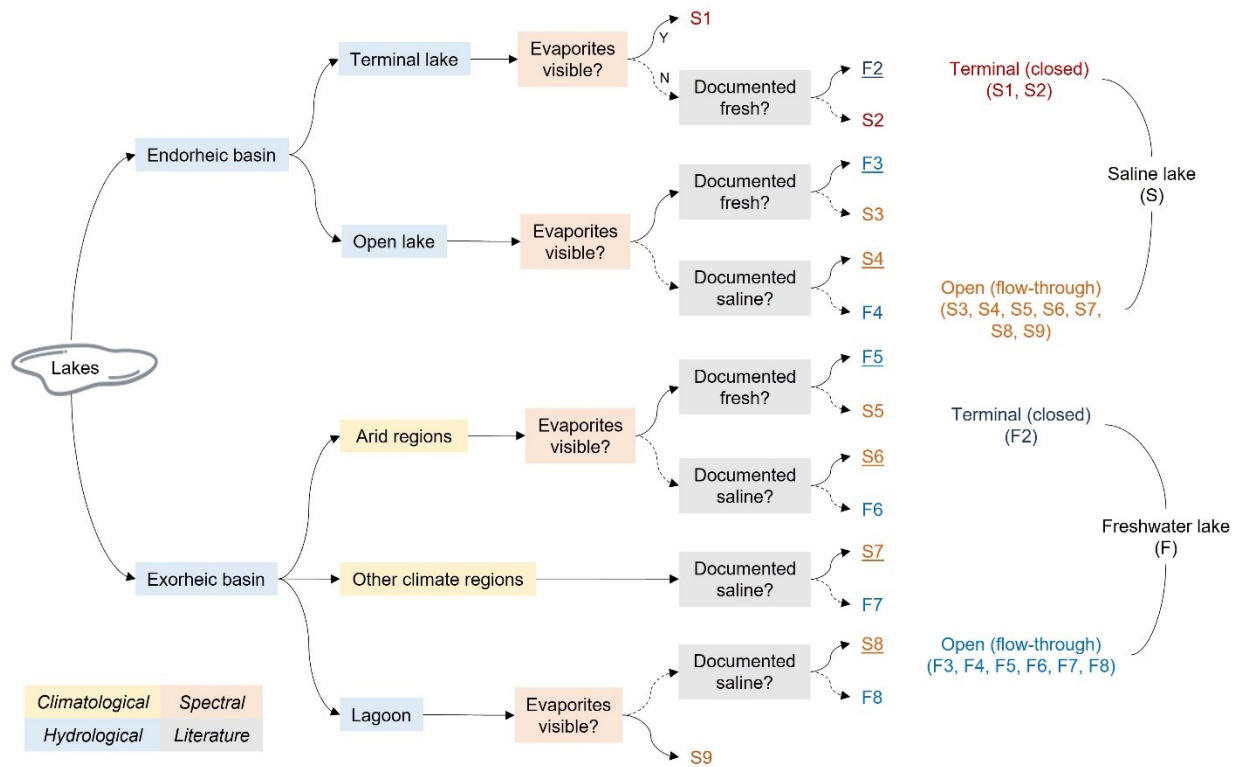 S1
Y
Terminal lake
Evaporites
visible?
N
Documented
fresh?
F2
S2
Terminal (closed)
(S1, S2)
Endorheic basin
Documented
fresh?
F3
S3
Saline lake
(S)
Open lake
Evaporites
visible?
Documented
saline?
S4
F4
Open (flow-through)
(S3, S4, S5, S6, S7,
S8, S9)
Lakes
Documented
fresh?
F5
S5
Arid regions
Evaporites
visible?
Terminal (closed)
(F2)
Documented
saline?
S6
F6
Freshwater lake
(F)
Exorheic basin
Other climate regions
Documented
saline?
S7
F7
Documented
saline?
S8
F8
Open (flow-through)
(F3, F4, F5, F6, F7, F8)
Lagoon
Evaporites
visible?
S9
Climatological
Spectral
Hydrological
Literature